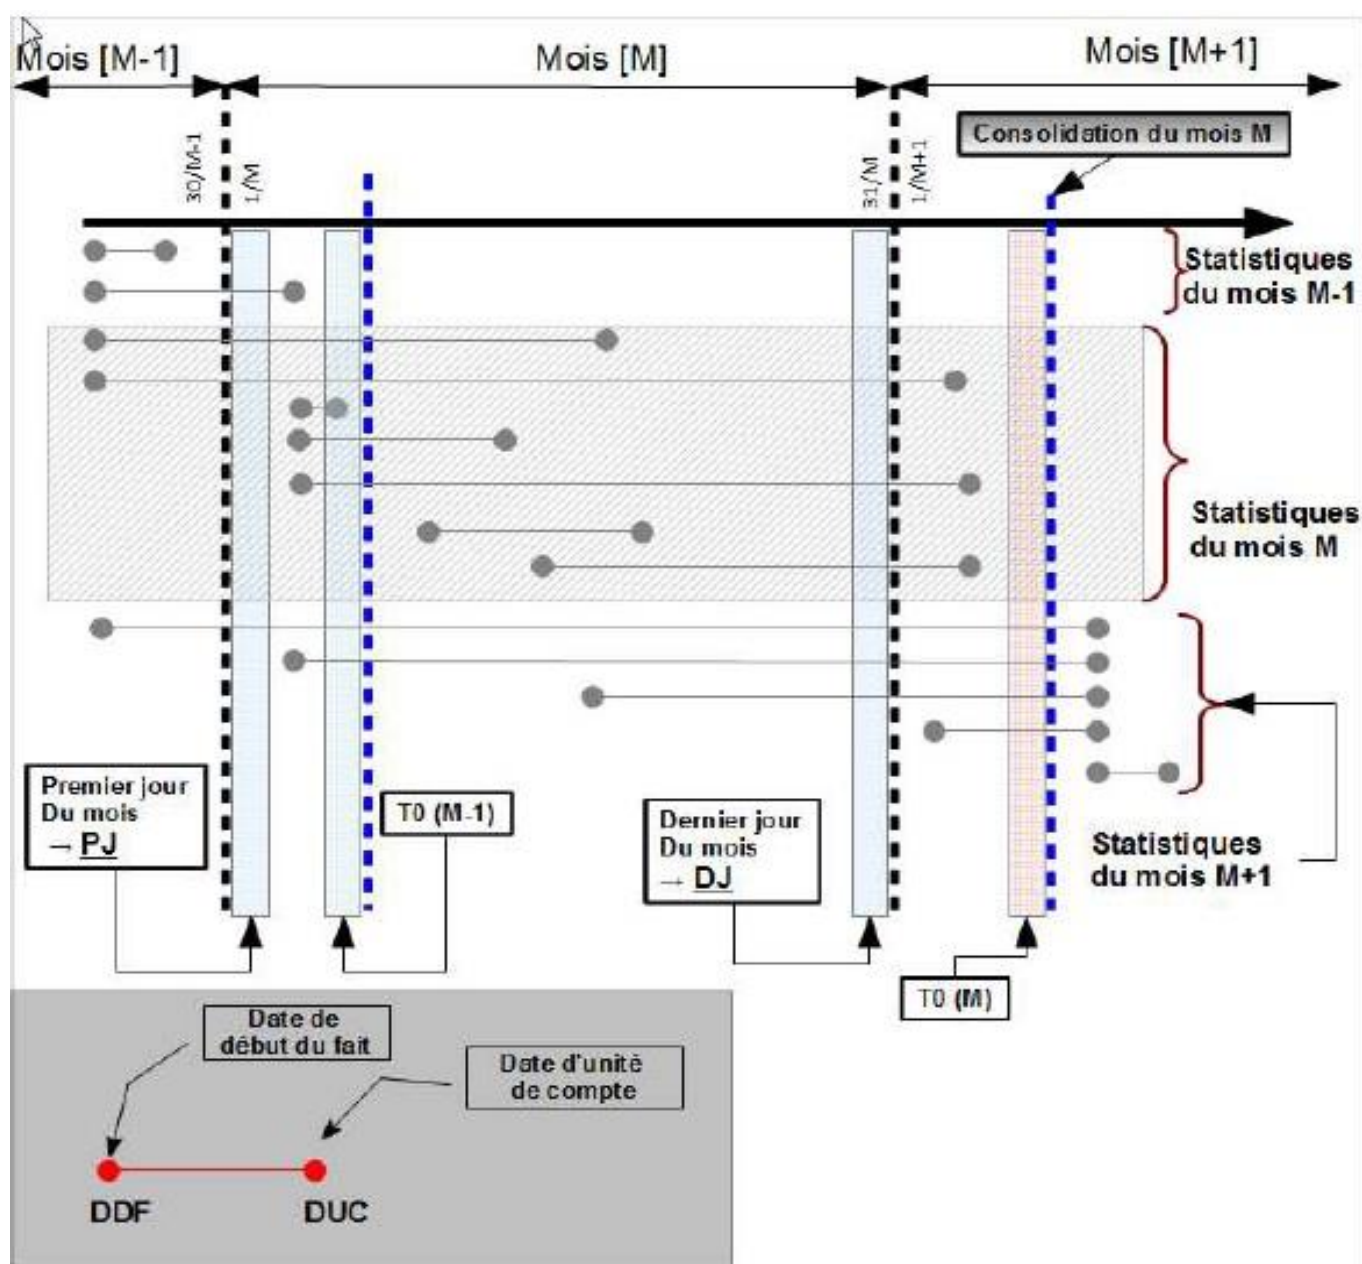 Mois [M-1]
Mois [M]
Mois [M+1]
Consolidation du mois M
30/M-1
1/M
31/M
1/M+1
Statistiques
du mois M-1
Statistiques
du mois M
Premier jour
Du mois
→ PJ
T0 (M-1)
Dernier jour
Du mois
→ DJ
Statistiques
du mois M+1
T0 (M)
Date de
début du fait
Date d'unité
de compte
DDF
DUC